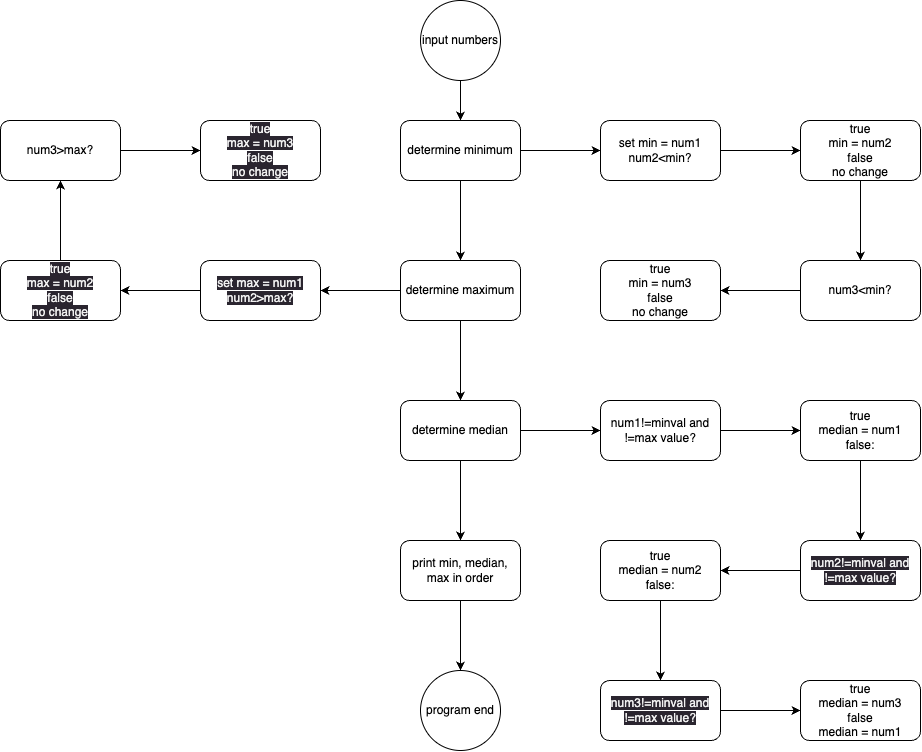 input numbers
num3>max?
true
max = num3
false
no change
determine minimum
set min = num1
num2<min?
true
min = num2
false
no change
true
max = num2
false
no change
set max = num1
num2>max?
determine maximum
true
min = num3
false
no change
num3<min?
determine median
num1!=minval and
!=max value?
true
median = num1
false:
print min, median,
max in order
true
median = num2
false:
num2!=minval and
!=max value?
program end
num3!=minval and
!=max value?
true
median = num3
false
median = num1